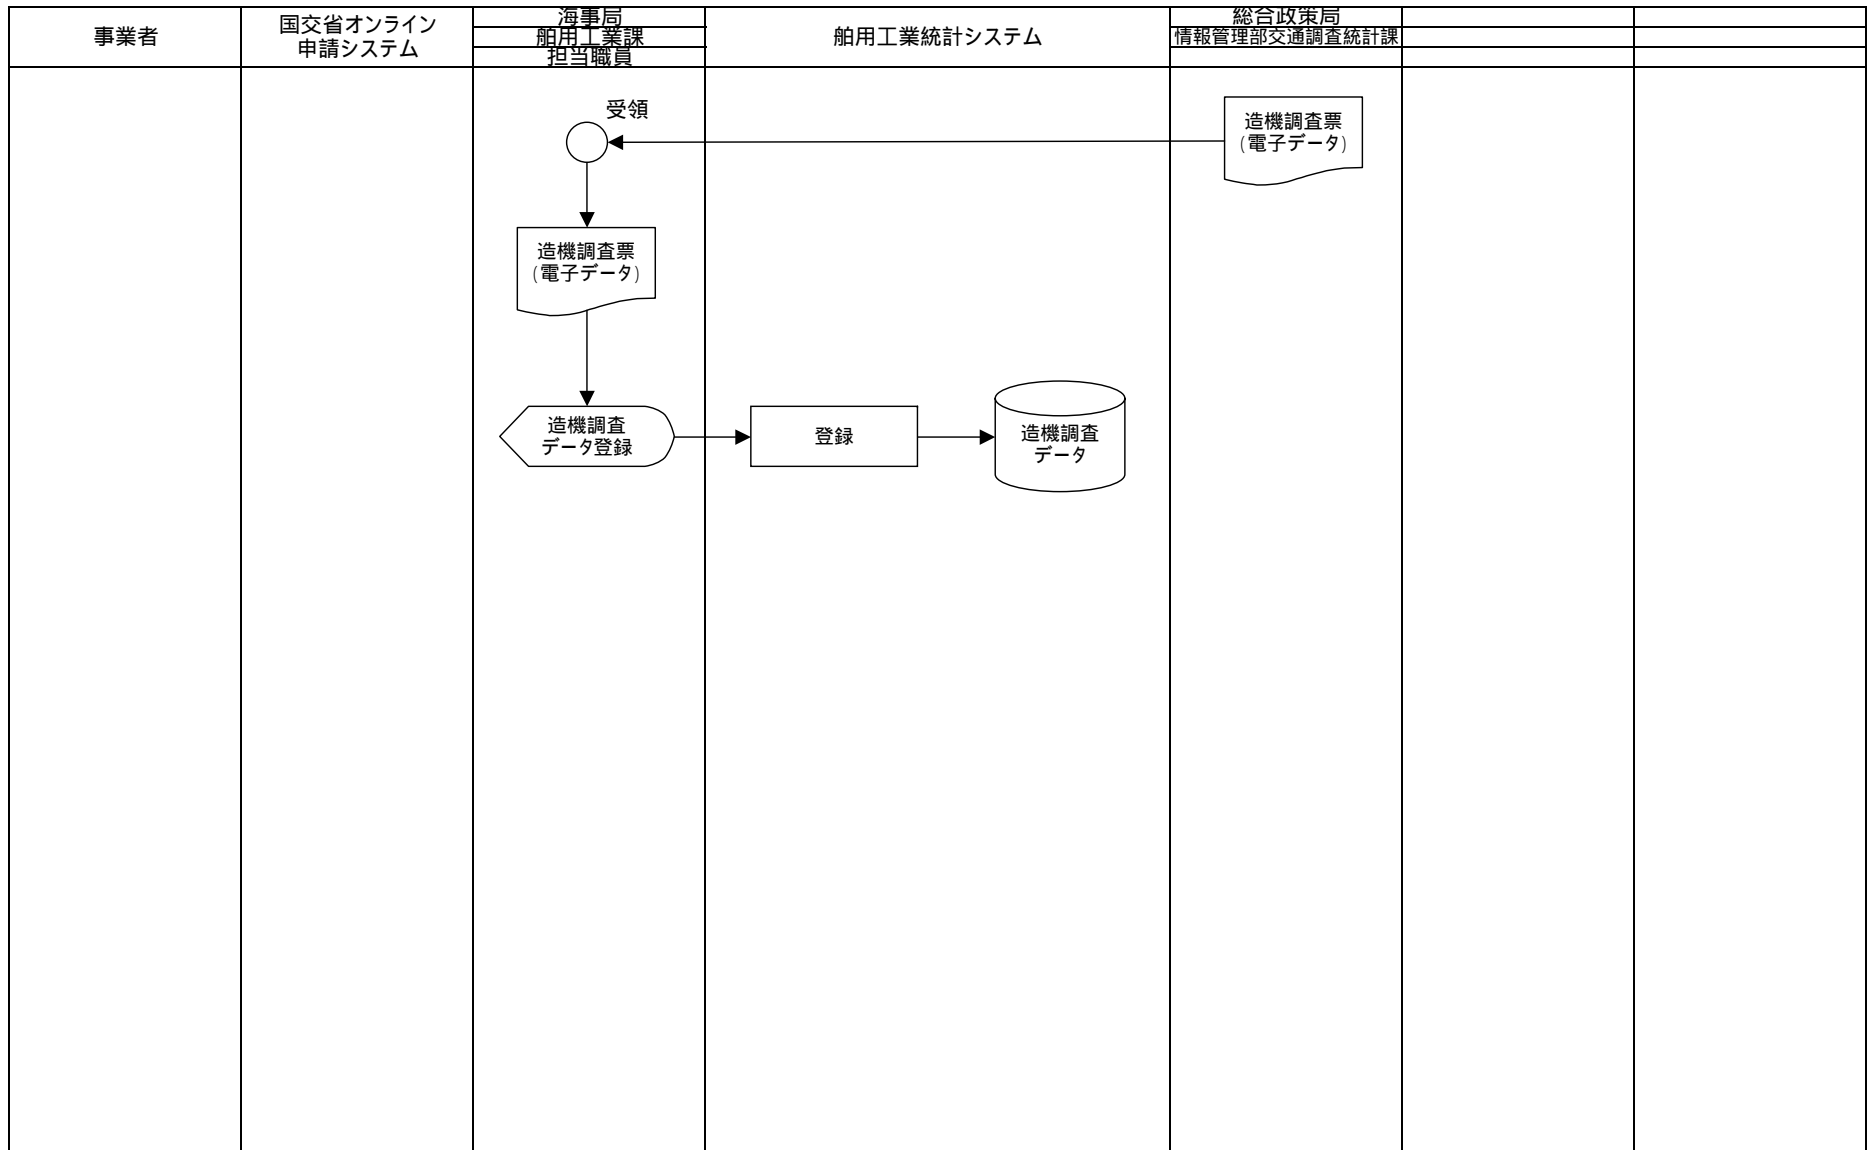 事業者
国交省オンライン
申請システム
海事局
舶用工業課
担当職員
舶用工業統計システム
総合政策局
情報管理部交通調査統計課
受領
造機調査票
(電子データ)
造機調査票
(電子データ)
造機調査
データ登録
登録
造機調査
データ